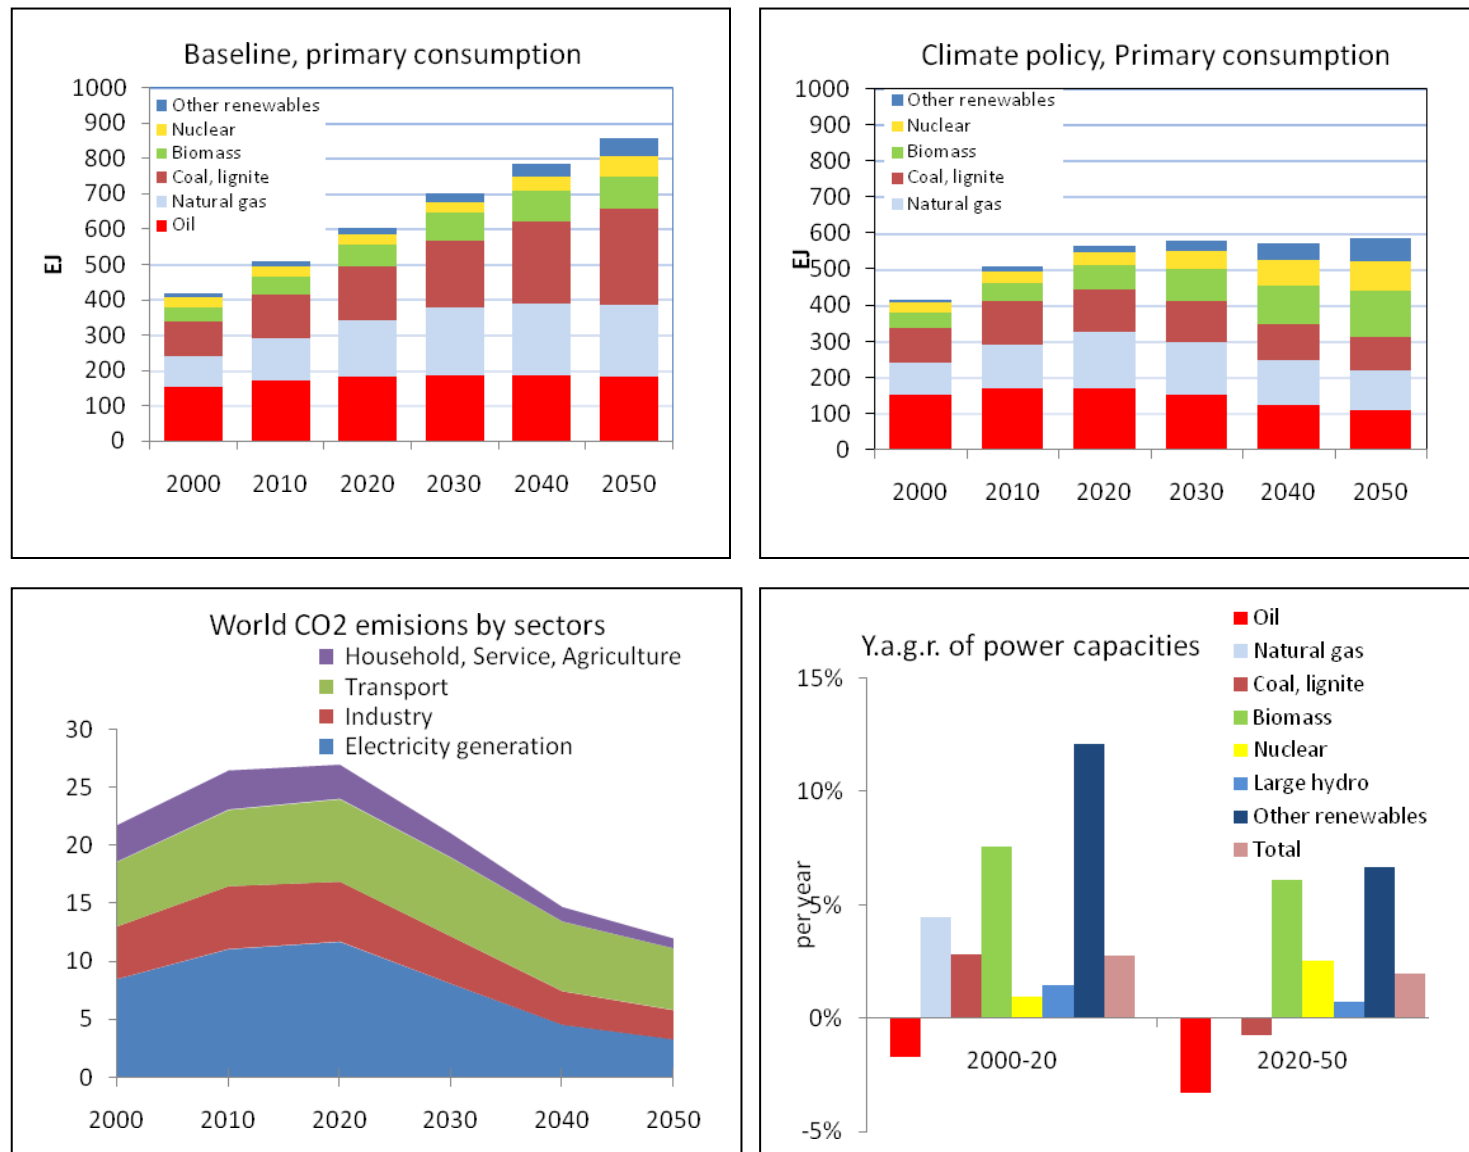 Baseline, primary consumption
1000
900
800
700
600
500
400
300
200
100
0
EJ
Other renewables
Nuclear
Biomass
Coal, lignite
Natural gas
Oil
2000 2010 2020 2030 2040 2050
Climate policy, Primary consumption
1000
900
800
700
600
500
400
300
200
100
0
EJ
Other renewables
Nuclear
Biomass
Coal, lignite
Natural gas
2000 2010 2020 2030 2040 2050
World CO2 emisions by sectors
Household, Service, Agriculture
Transport
Industry
Electricity generation
30
25
20
15
10
5
0
2000 2010 2020 2030 2040 2050
Y.a.g.r. of power capacities
Oil
Natural gas
Coal, lignite
Biomass
Nuclear
Large hydro
Other renewables
Total
15%
10%
5%
0%
-5%
per year
2000-20 2020-50